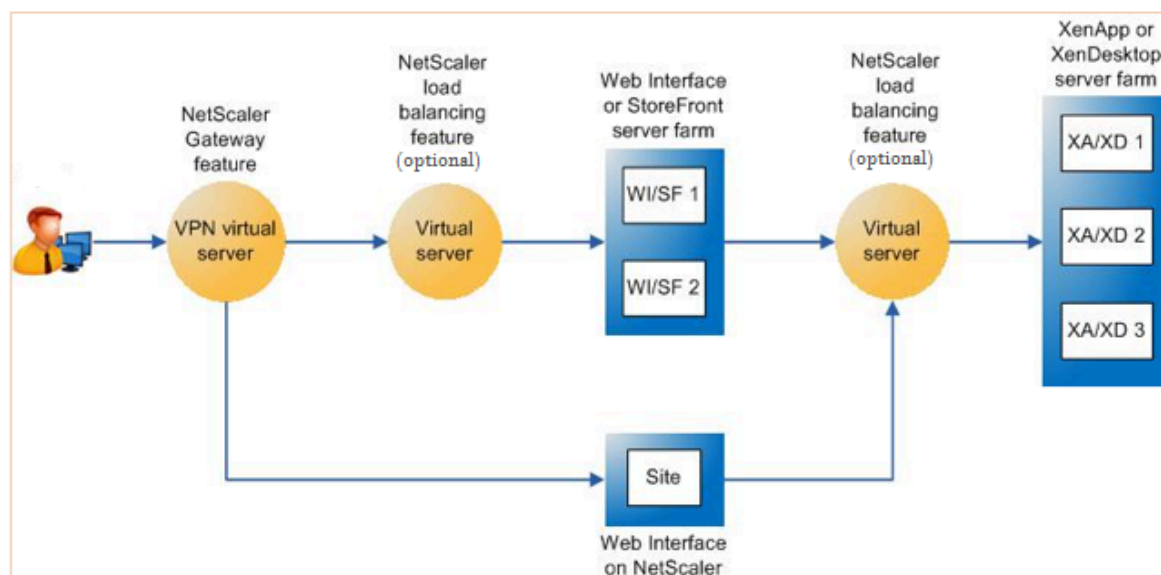 NetScaler
Gateway
feature
VPN virtual
server
NetScaler
load
balancing
feature
(optional)
Virtual
server
Web Interface
or StoreFront
server farm
WI/SF 1
WI/SF 2
NetScaler
load
balancing
feature
(optional)
Virtual
server
XenApp or
XenDesktop
server farm
XA/XD 1
XA/XD 2
XA/XD 3
Site
Web Interface
on NetScaler